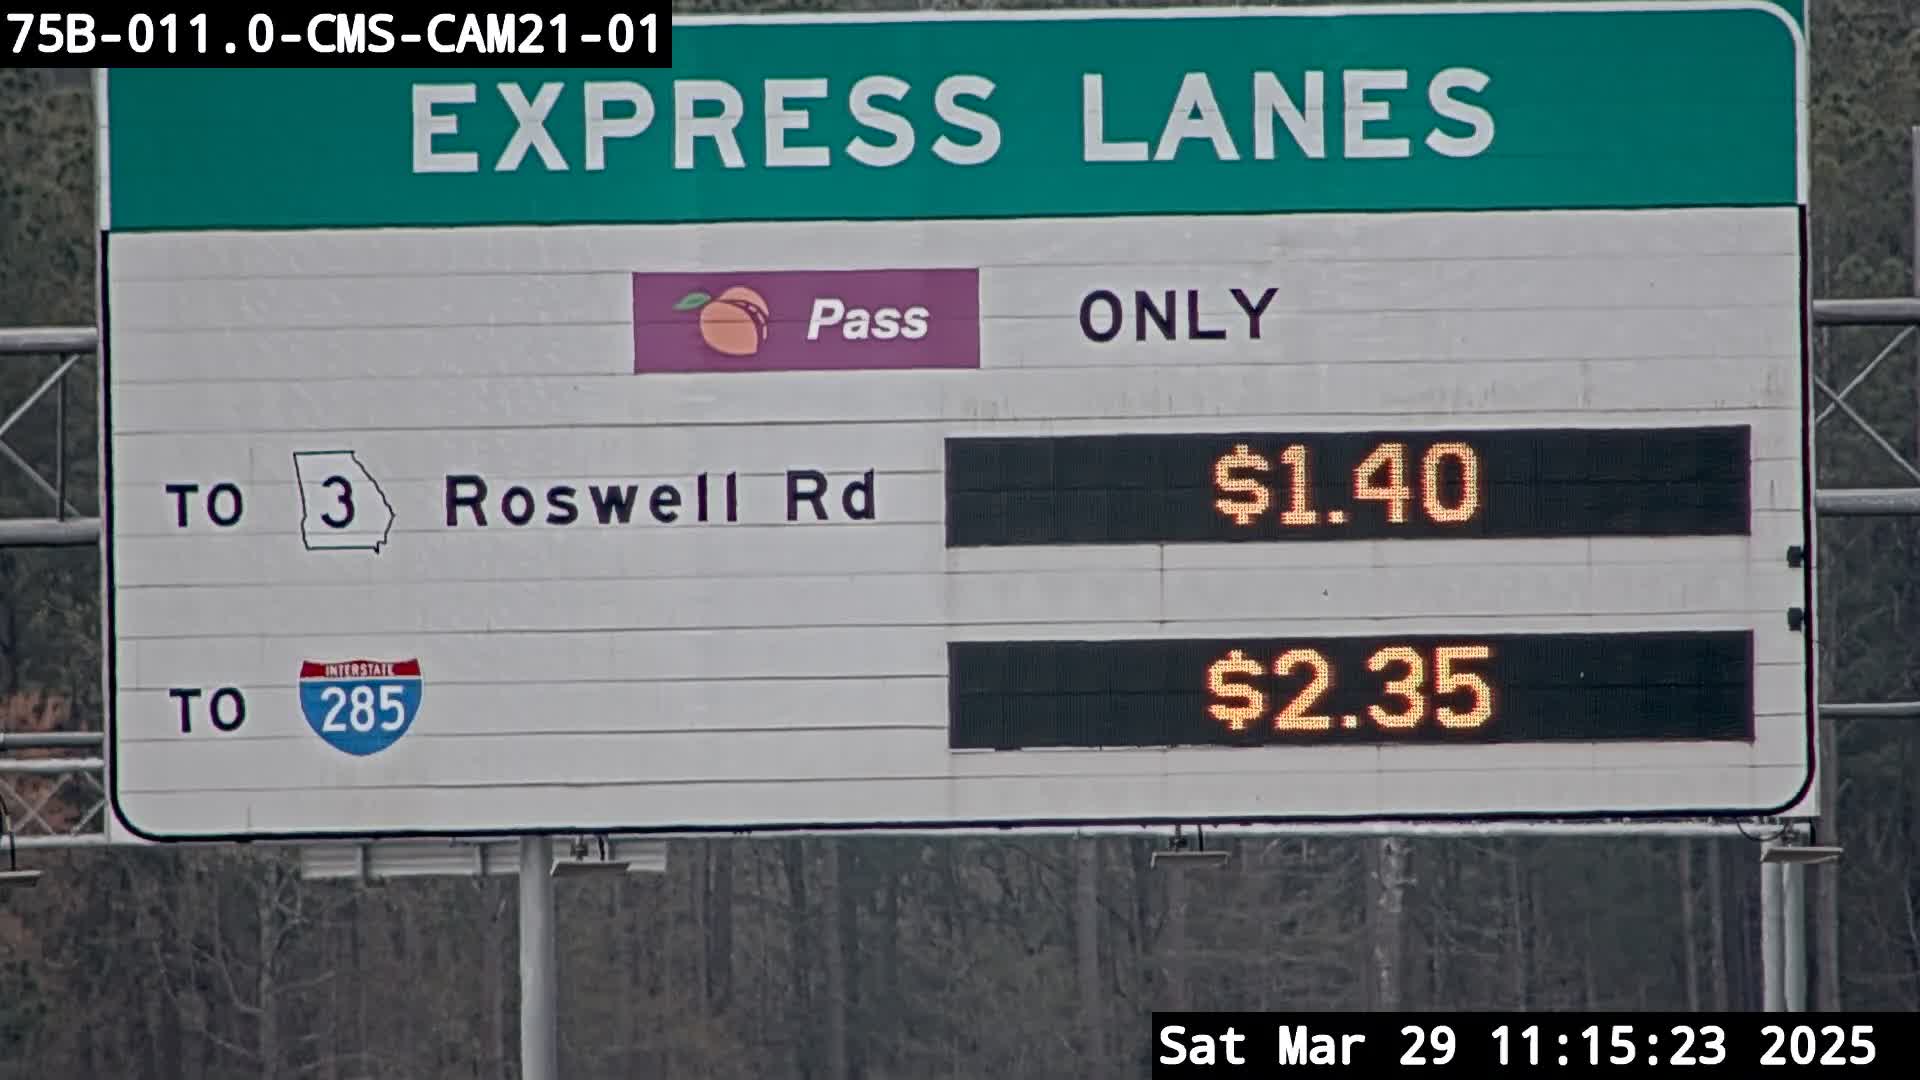 75B-011.0-CMS-CAM21-01
EXPRESS LANES
Pass ONLY
TO 3 Roswell Rd $1.40
TO INTERSTATE 285 $2.35
Sat Mar 29 11:15:23 2025